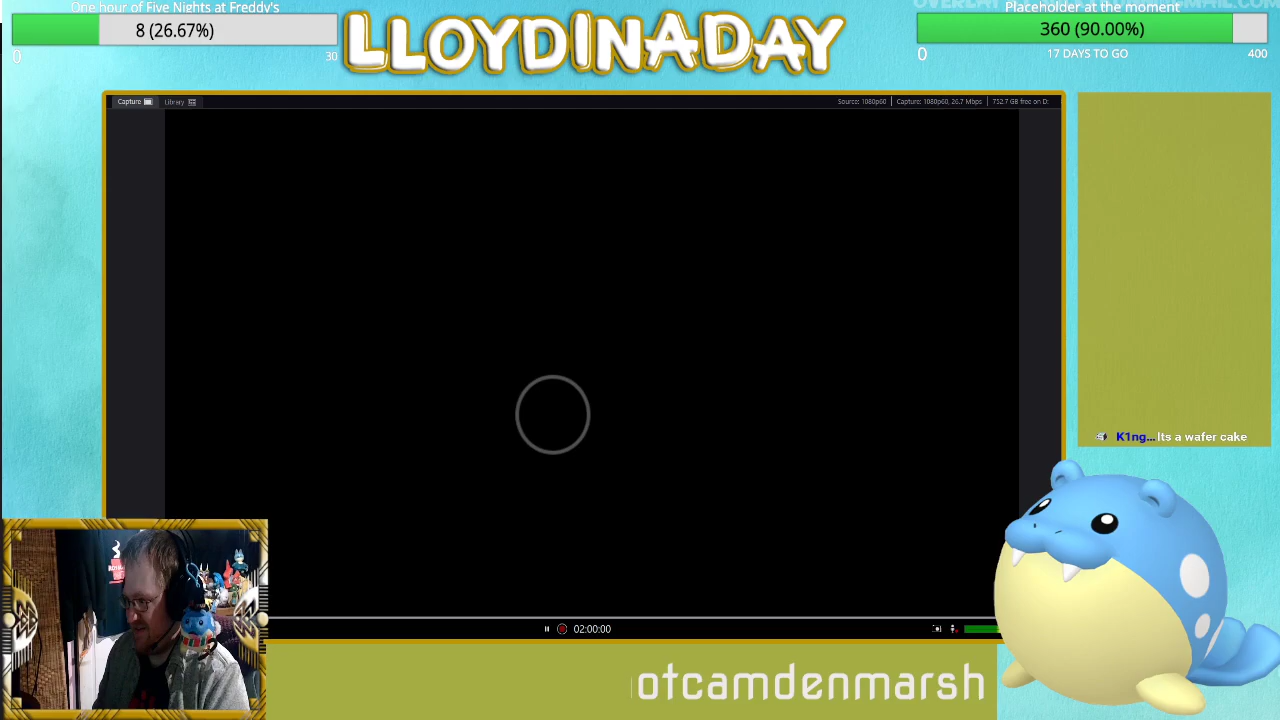 One hour of Five Nights at Freddy's
8 (26.67%)
0
30
LLOYDINADAY
Placeholder at the moment
360 (90.00%)
0
17 DAYS TO GO
400
Capture
Library
Source: 1080p60
Capture: 1080p60, 26.7 Mbps
752.7 GB free on D:
K1ng... Its a wafer cake
02:00:00
otcamdenmarsh